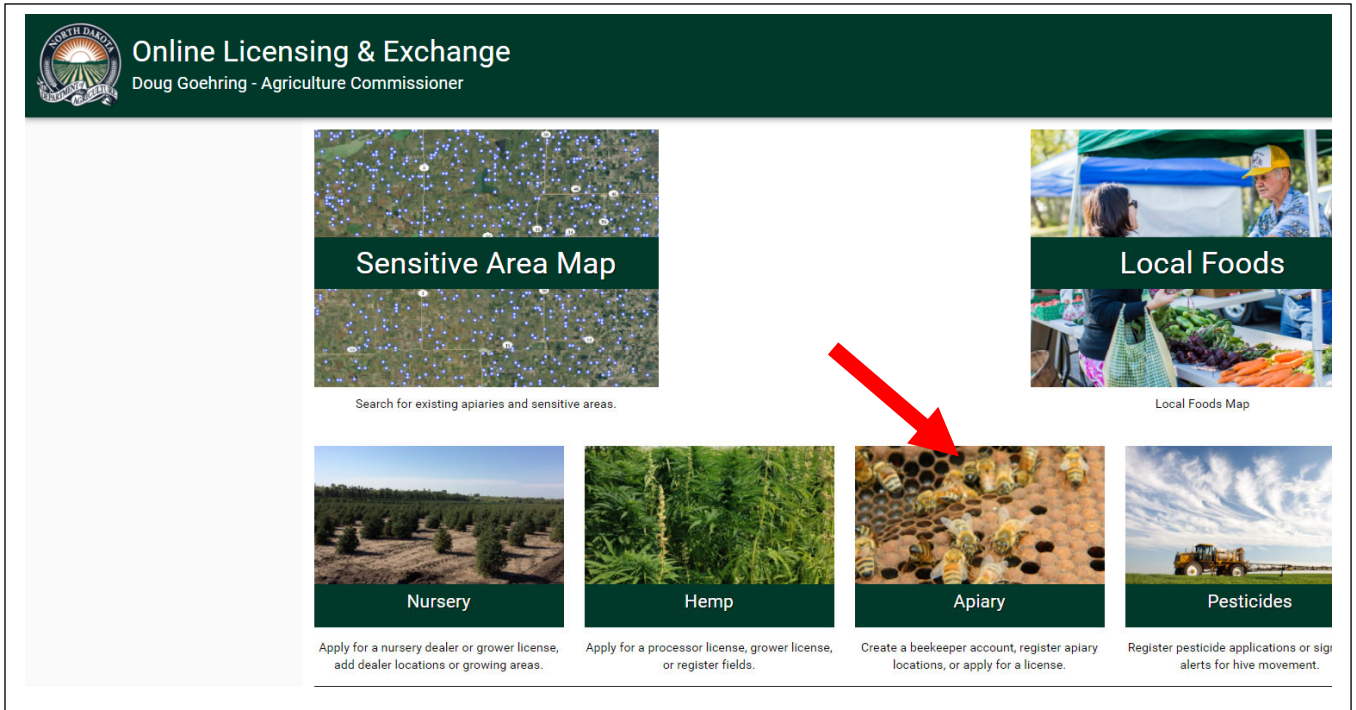 NORTH DAKOTA
DEPARTMENT OF AGRICULTURE
Online Licensing & Exchange
Doug Goehring - Agriculture Commissioner
Sensitive Area Map
Local Foods
Search for existing apiaries and sensitive areas.
Local Foods Map
Nursery
Hemp
Apiary
Pesticides
Apply for a nursery dealer or grower license,
add dealer locations or growing areas.
Apply for a processor license, grower license,
or register fields.
Create a beekeeper account, register apiary
locations, or apply for a license.
Register pesticide applications or sig
alerts for hive movement.